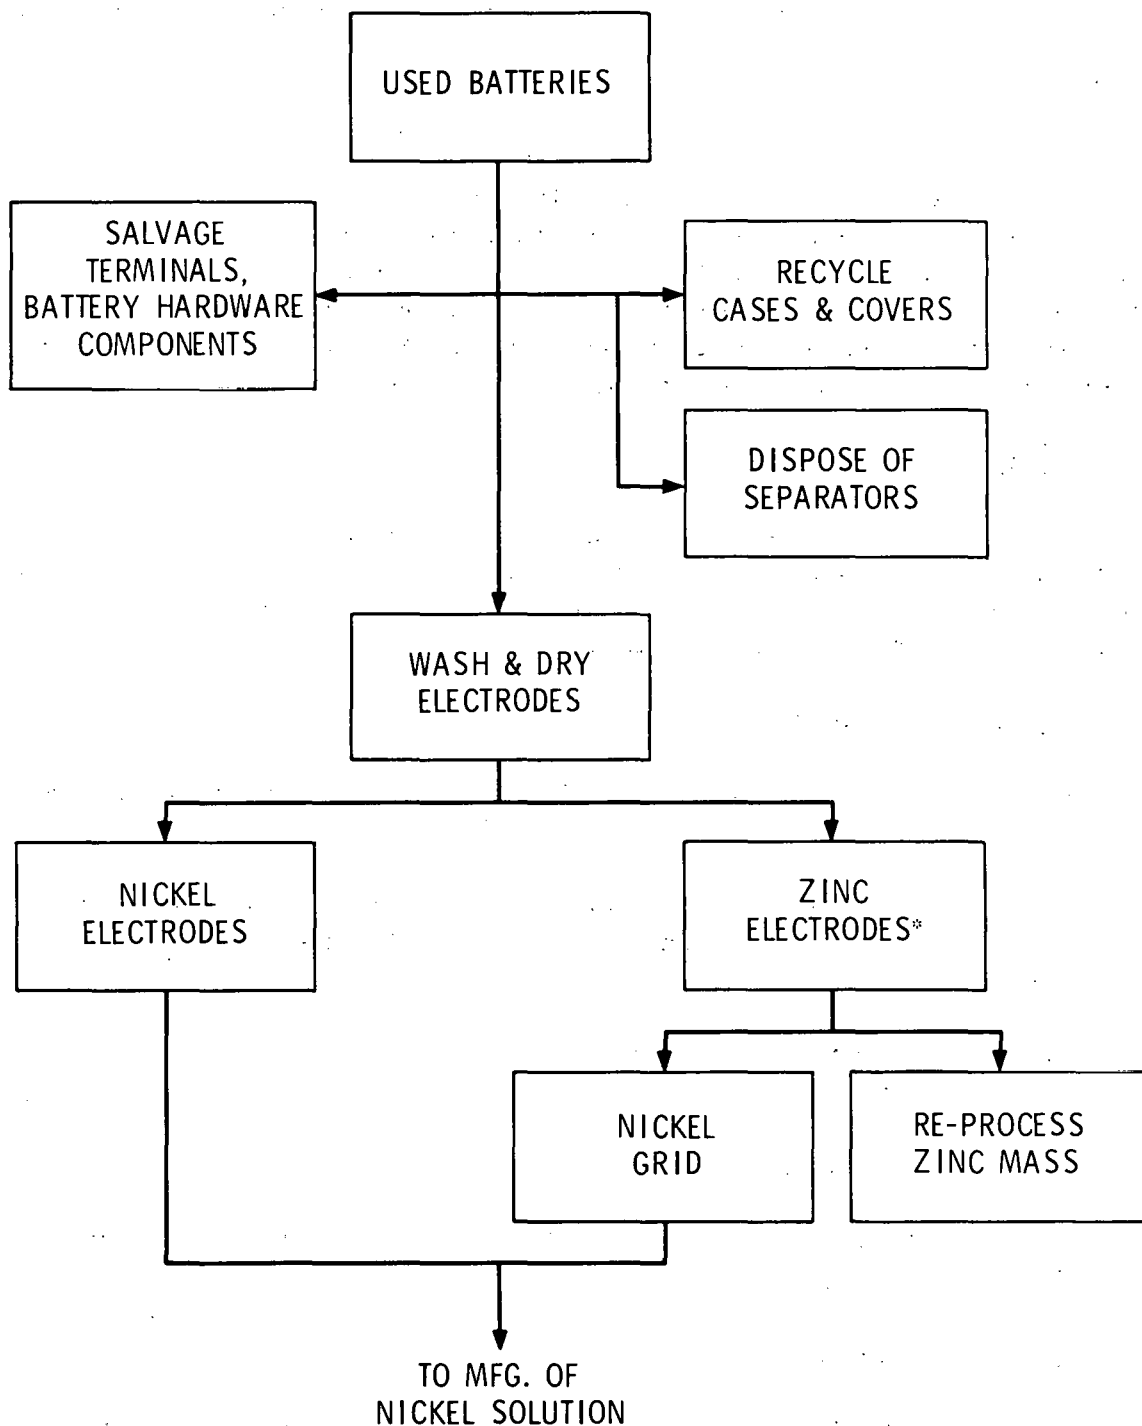 USED BATTERIES
SALVAGE
TERMINALS,
BATTERY HARDWARE
COMPONENTS
RECYCLE
CASES & COVERS
DISPOSE OF
SEPARATORS
WASH & DRY
ELECTRODES
NICKEL
ELECTRODES
ZINC
ELECTRODES*
NICKEL
GRID
RE-PROCESS
ZINC MASS
TO MFG. OF
NICKEL SOLUTION